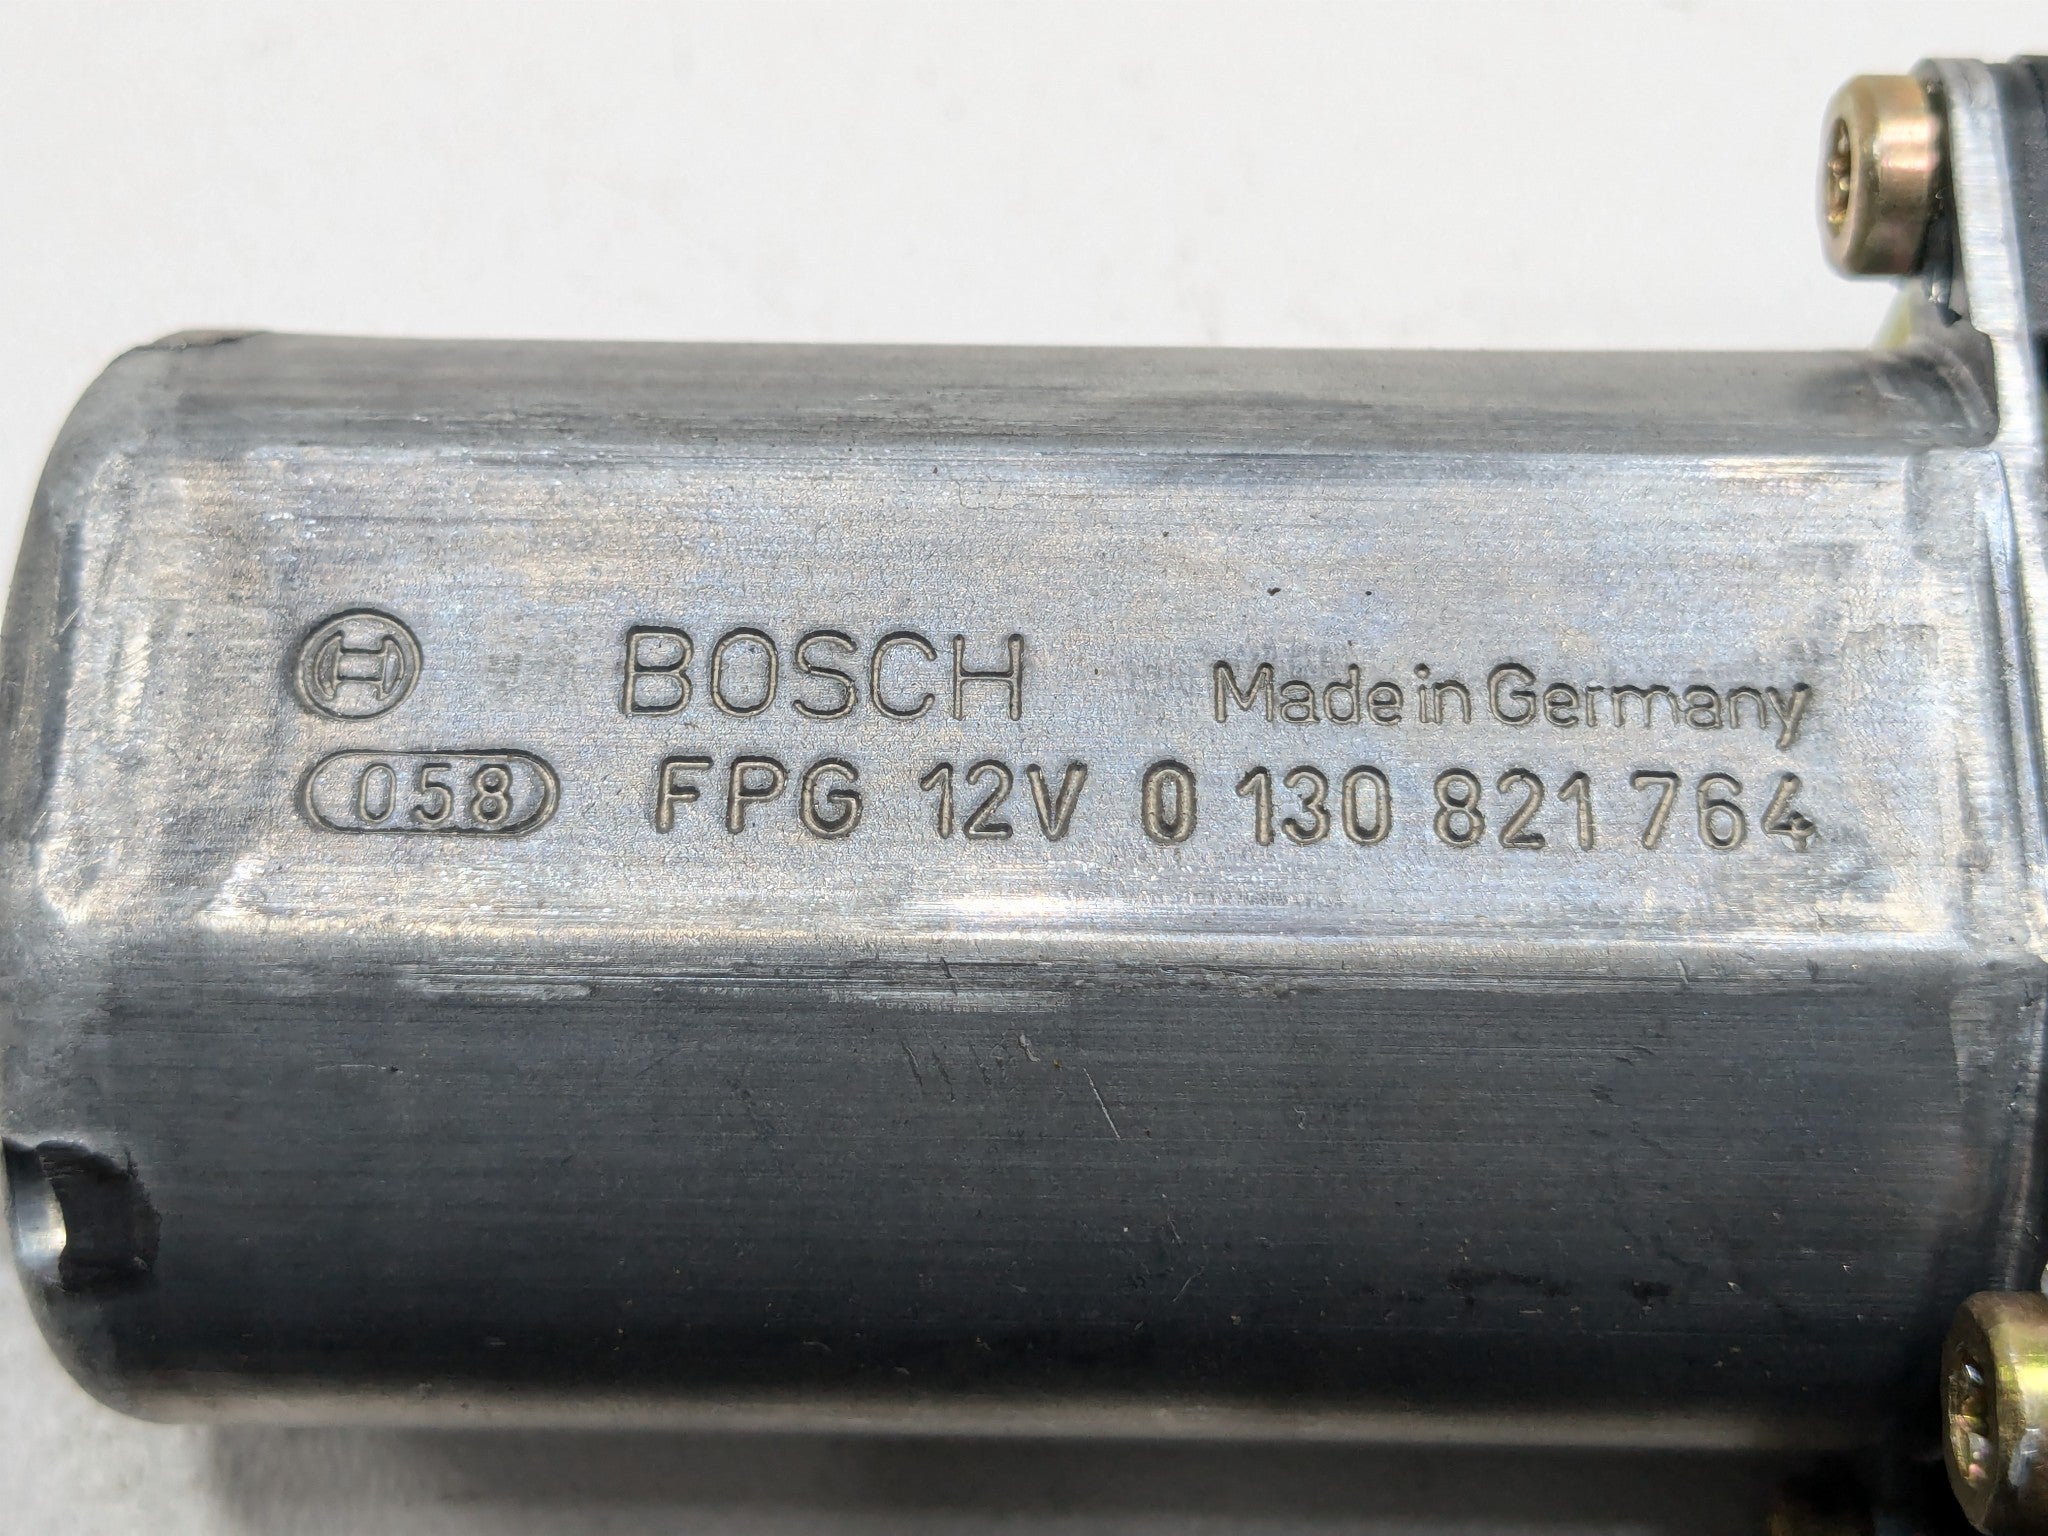 BOSCH Made in Germany
058 FPG 12V 0 130 821 764